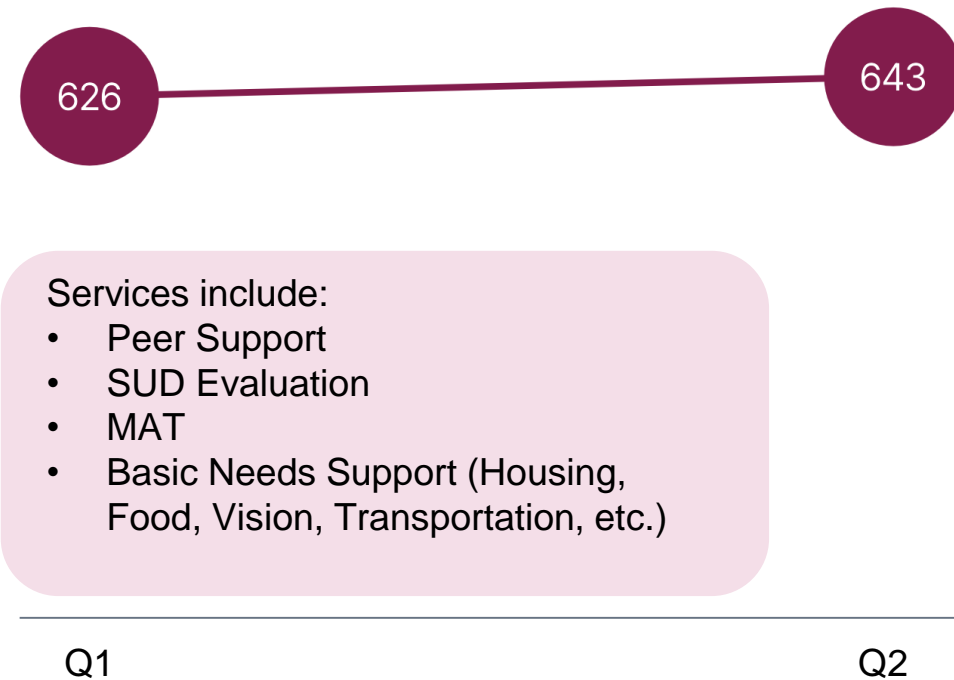 626
643
Services include:
• Peer Support
• SUD Evaluation
• MAT
• Basic Needs Support (Housing,
Food, Vision, Transportation, etc.)
Q1
Q2